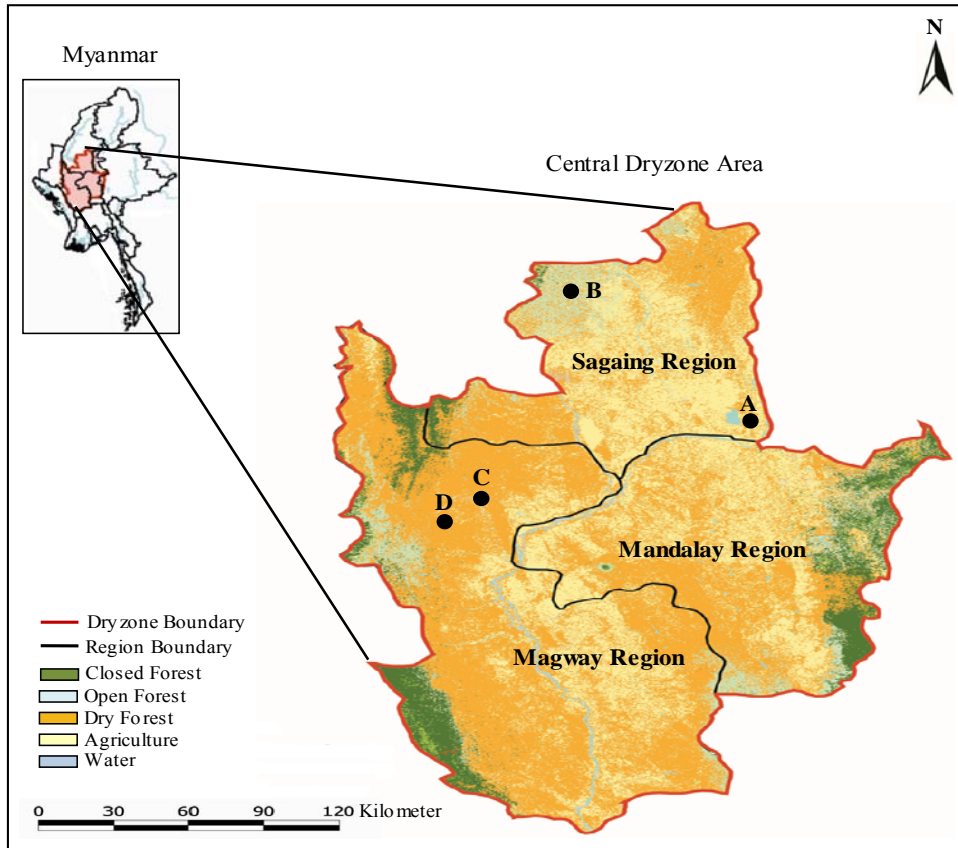 Myanmar
N
Central Dryzone Area
B
Sagaing Region
A
C
D
Mandalay Region
Magway Region
Dryzone Boundary
Region Boundary
Closed Forest
Open Forest
Dry Forest
Agriculture
Water
0 30 60 90 120 Kilometer